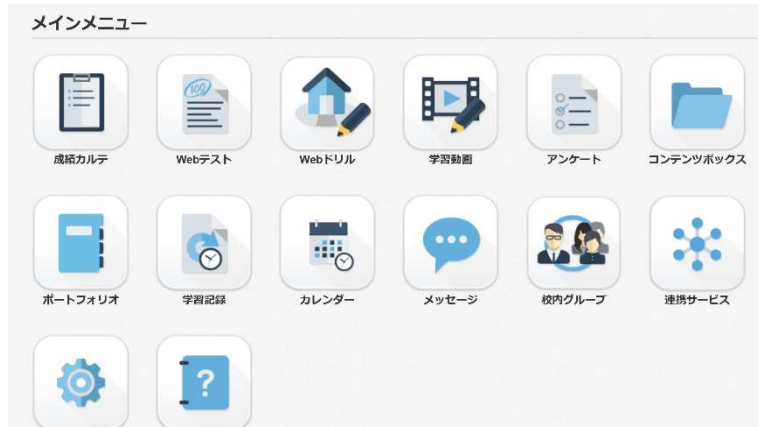 メインメニュー
100
成績カルテ
Webテスト
Webドリル
学習動画
アンケート
コンテンツボックス
ポートフォリオ
学習記録
カレンダー
メッセージ
校内グループ
連携サービス
?